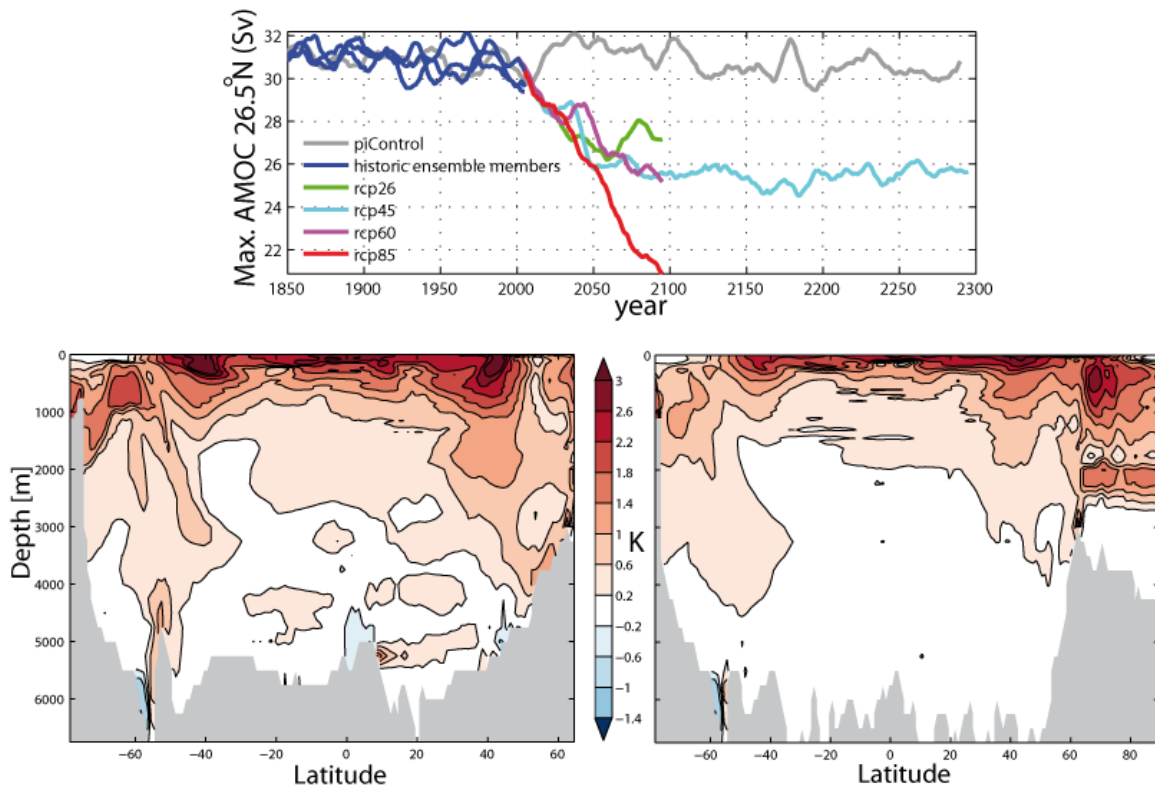 Max. AMOC 26.5°N (Sv)
32
30
28
26
24
22
piControl
historic ensemble members
rcp26
rcp45
rcp60
rcp85
1850 1900 1950 2000 2050 2100 2150 2200 2250 2300
year
Depth [m]
0
1000
2000
3000
4000
5000
6000
−60 −40 −20 0 20 40 60
Latitude
3
2.6
2.2
1.8
1.4
1
0.6
0.2
−0.2
−0.6
−1
−1.4
K
−60 −40 −20 0 20 40 60 80
Latitude